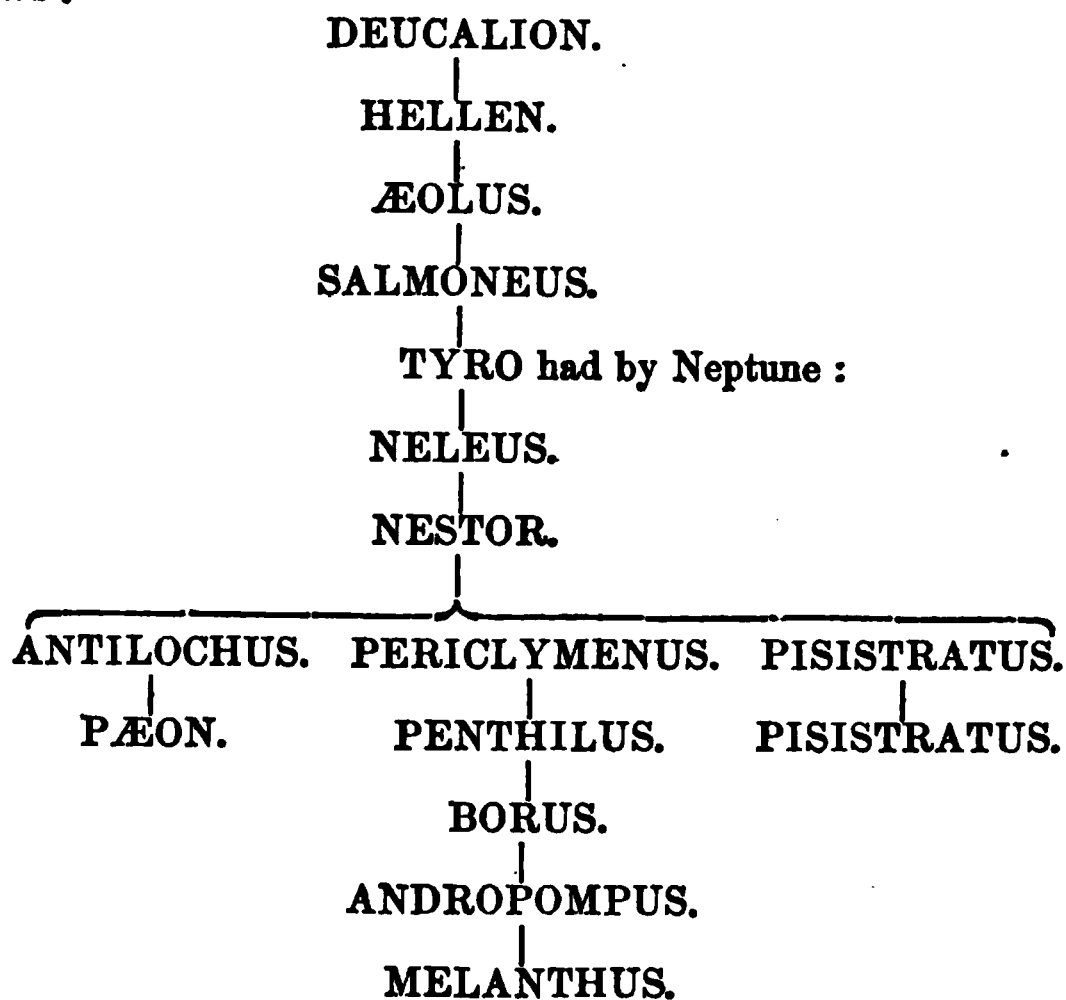 DEUCALION.
HELLEN.
ÆOLUS.
SALMONEUS.
TYRO had by Neptune :
NELEUS.
NESTOR.
ANTILOCHUS. PERICLYMENUS. PISISTRATUS.
PÆON. PENTHILUS. PISISTRATUS.
BORUS.
ANDROPOMPUS.
MELANTHUS.